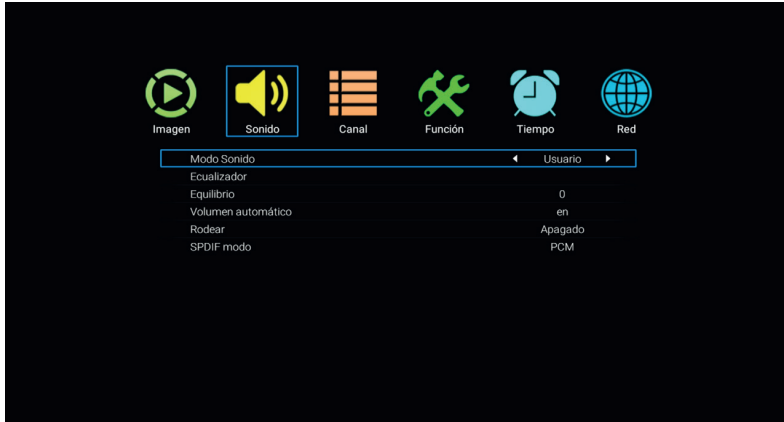 Imagen Sonido Canal Función Tiempo Red
Modo Sonido Usuario
Ecualizador
Equilibrio 0
Volumen automático en
Rodear Apagado
SPDIF modo PCM